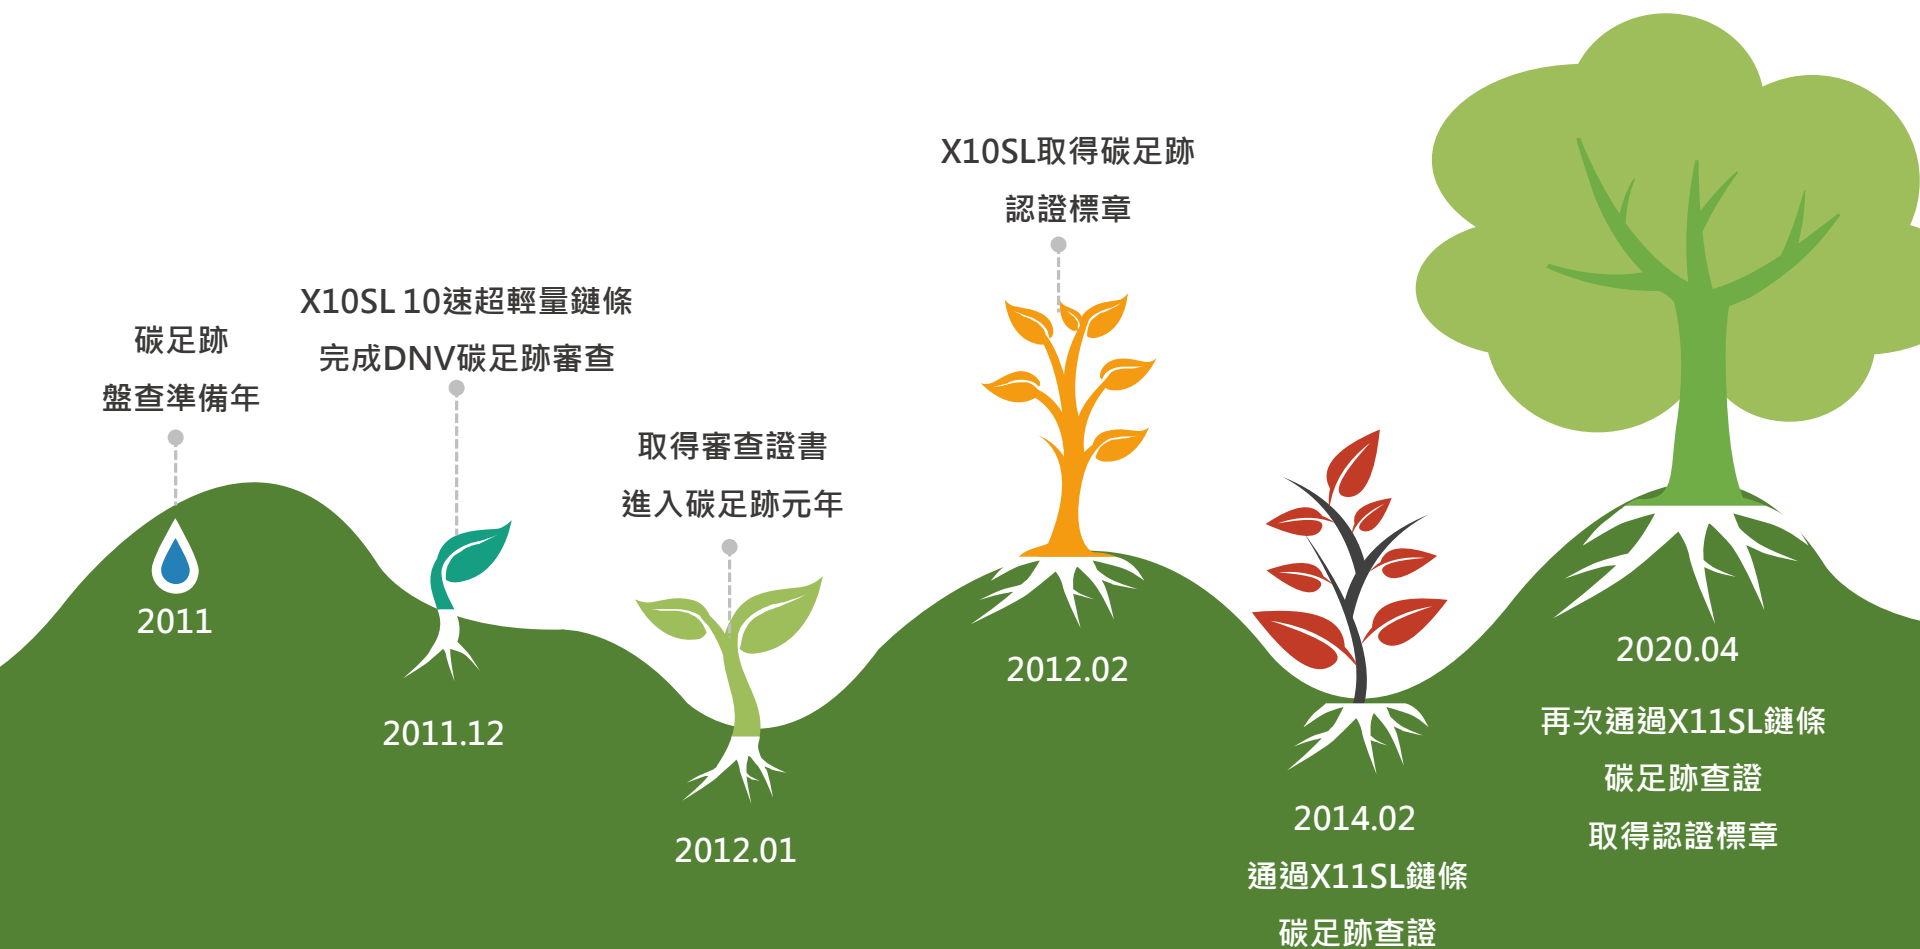 碳足跡
盤查準備年
2011
X10SL 10速超輕量鏈條
完成DNV碳足跡審查
2011.12
取得審查證書
進入碳足跡元年
2012.01
X10SL取得碳足跡
認證標章
2012.02
2014.02
通過X11SL鏈條
碳足跡查證
2020.04
再次通過X11SL鏈條
碳足跡查證
取得認證標章